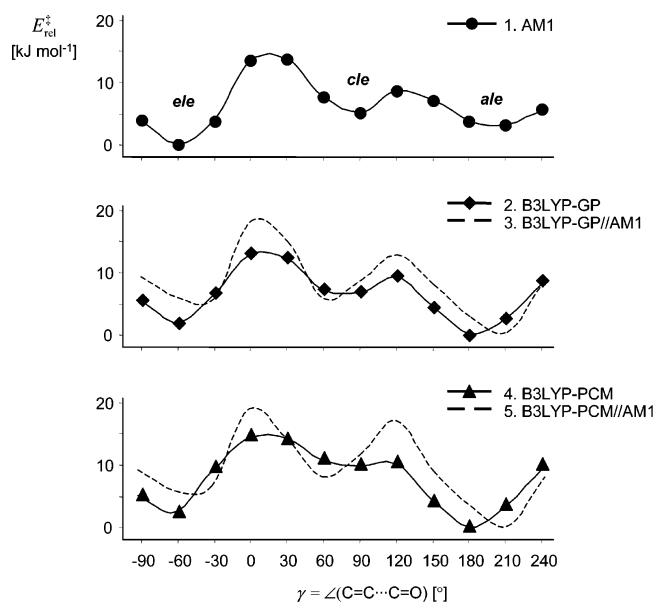 E‡rel
[kJ mol-1]
20
10
0
ele
cle
ale
1. AM1
20
10
0
2. B3LYP-GP
3. B3LYP-GP//AM1
20
10
0
4. B3LYP-PCM
5. B3LYP-PCM//AM1
-90 -60 -30 0 30 60 90 120 150 180 210 240
γ = ∠(C=C···C=O) [°]